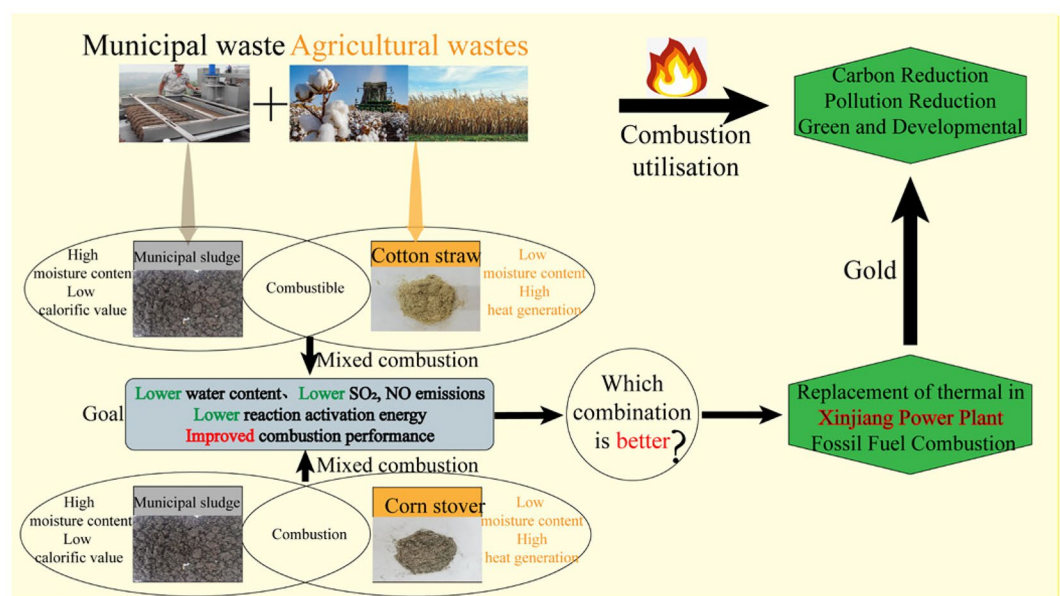 Municipal waste Agricultural wastes
Combustion
utilisation
Carbon Reduction
Pollution Reduction
Green and Developmental
High
moisture content
Low
calorific value
Municipal sludge
Combustible
Cotton straw
Low
moisture content
High
heat generation
Mixed combustion
Goal
Lower water content、Lower SO₂, NO emissions
Lower reaction activation energy
Improved combustion performance
Mixed combustion
Which
combination
is better?
Gold
Replacement of thermal in
Xinjiang Power Plant
Fossil Fuel Combustion
High
moisture content
Low
calorific value
Municipal sludge
Combustion
Corn stover
Low
moisture content
High
heat generation